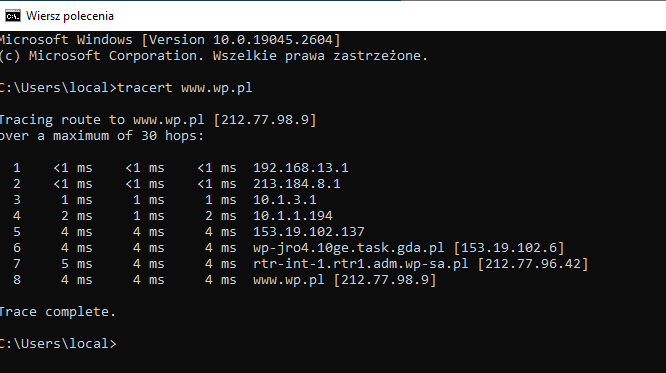 Wiersz polecenia
Microsoft Windows [Version 10.0.19045.2604]
(c) Microsoft Corporation. Wszelkie prawa zastrzeżone.
C:\Users\local>tracert www.wp.pl
Tracing route to www.wp.pl [212.77.98.9]
over a maximum of 30 hops:
1 <1 ms <1 ms <1 ms 192.168.13.1
2 <1 ms <1 ms <1 ms 213.184.8.1
3 1 ms 1 ms 1 ms 10.1.3.1
4 2 ms 1 ms 2 ms 10.1.1.194
5 4 ms 4 ms 4 ms 153.19.102.137
6 4 ms 4 ms 4 ms wp-jro4.10ge.task.gda.pl [153.19.102.6]
7 5 ms 4 ms 4 ms rtr-int-1.rtr1.adm.wp-sa.pl [212.77.96.42]
8 4 ms 4 ms 4 ms www.wp.pl [212.77.98.9]
Trace complete.
C:\Users\local>